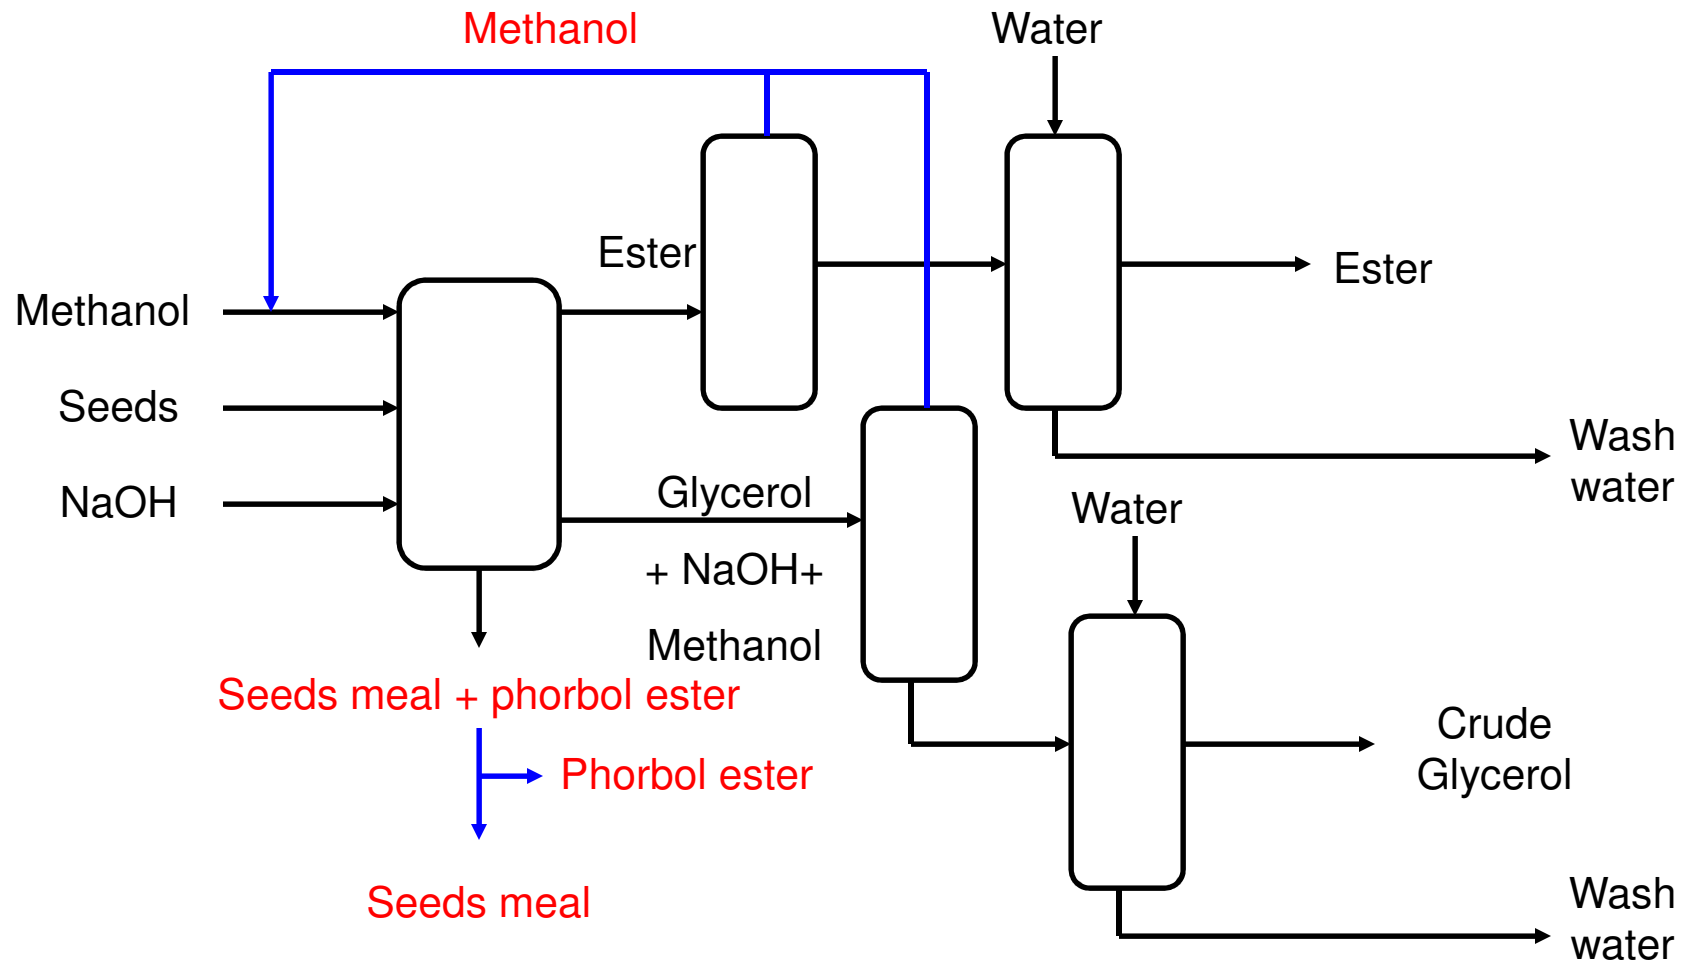 Methanol
Water
Ester
Ester
Methanol
Seeds
NaOH
Wash
water
Glycerol
+ NaOH+
Methanol
Water
Seeds meal + phorbol ester
Phorbol ester
Crude
Glycerol
Seeds meal
Wash
water